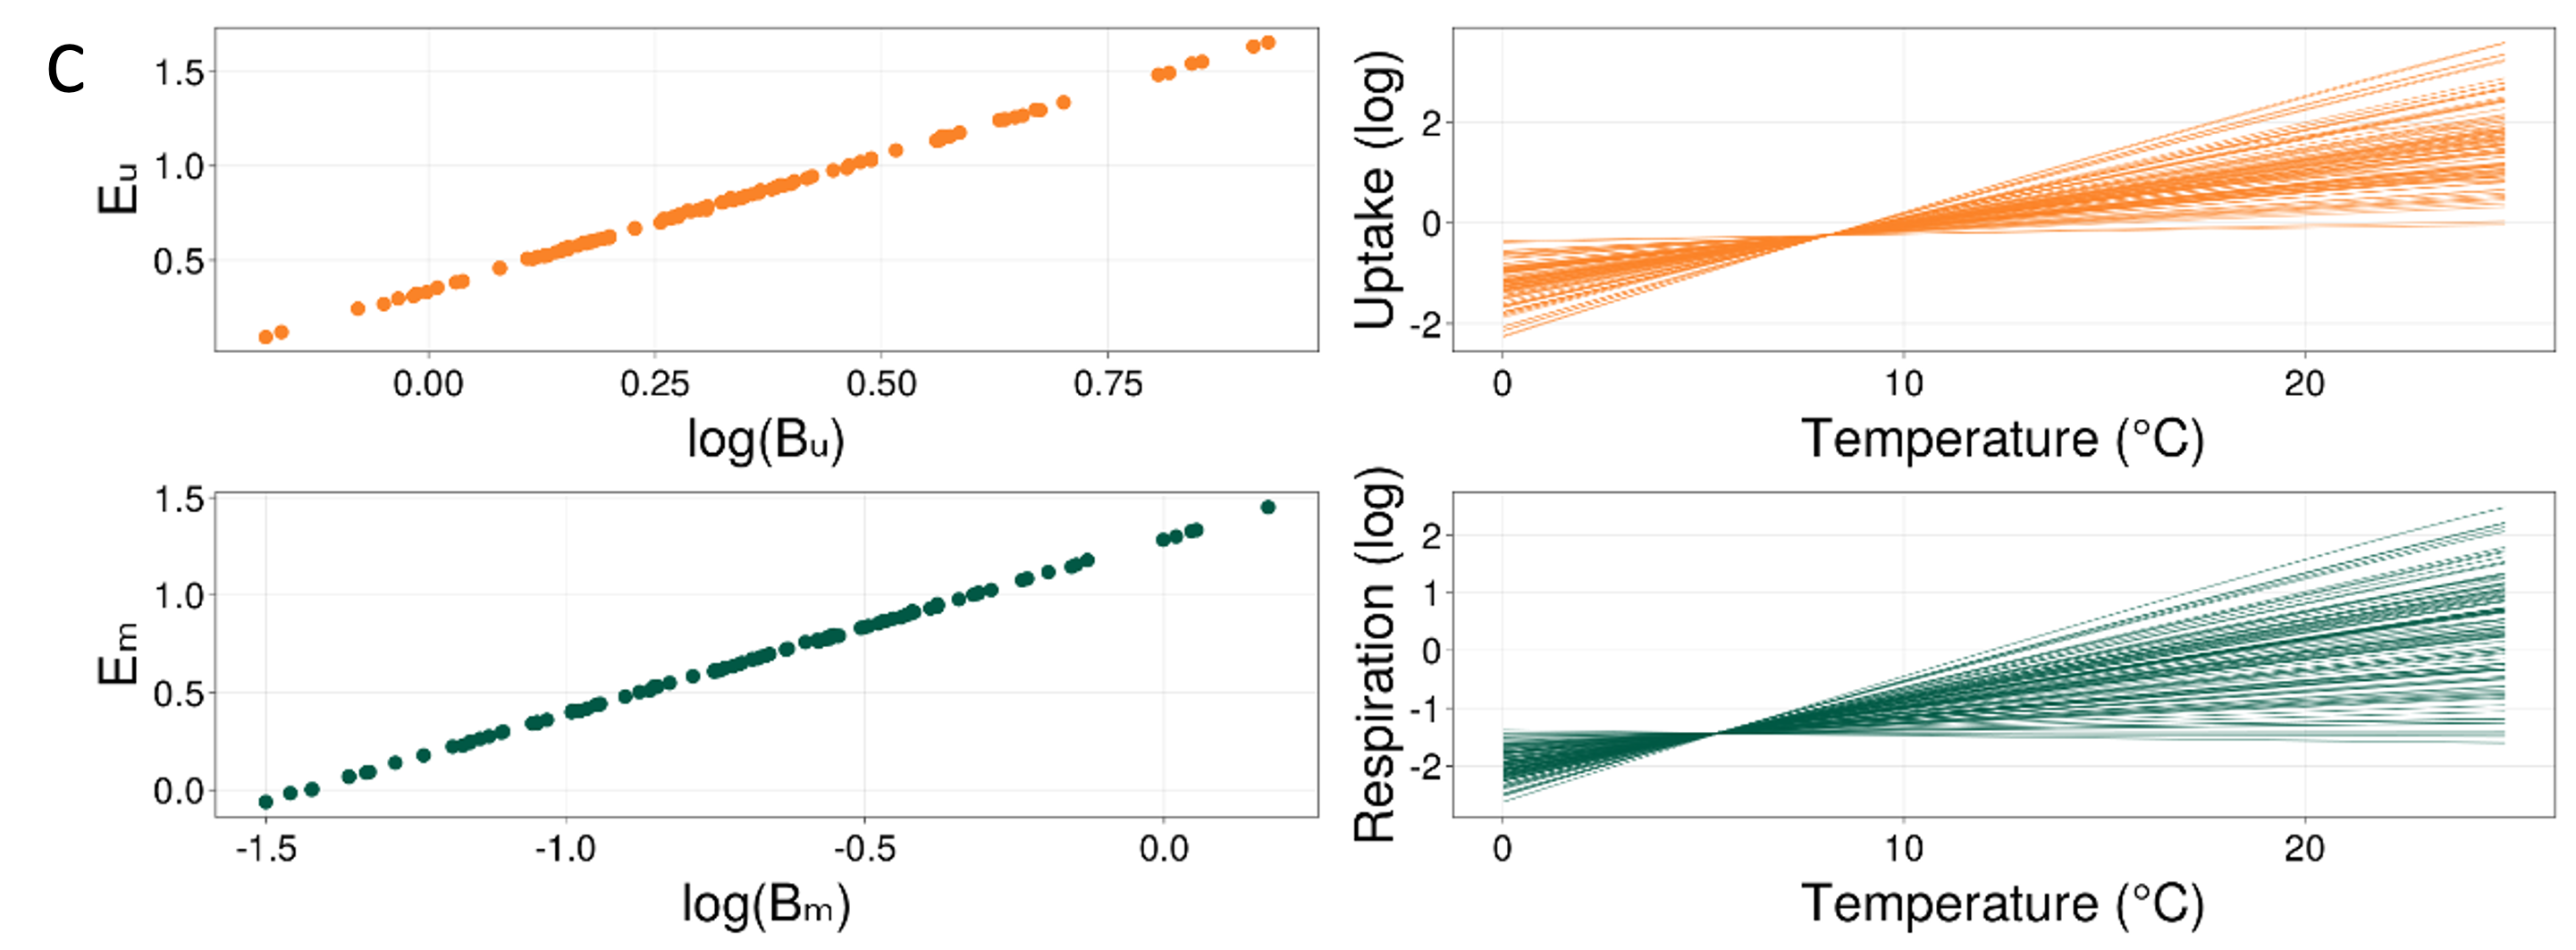 C
Eᵤ
1.5
1.0
0.5
0.00 0.25 0.50 0.75
log(Bᵤ)
Uptake (log)
2
0
-2
0 10 20
Temperature (°C)
Eₘ
1.5
1.0
0.5
0.0
-1.5 -1.0 -0.5 0.0
log(Bₘ)
Respiration (log)
2
1
0
-1
-2
0 10 20
Temperature (°C)